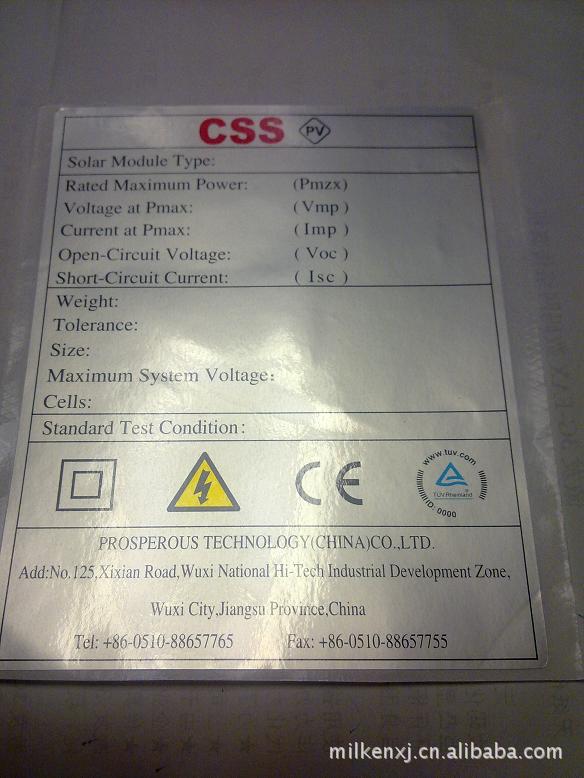 CSS PV
Solar Module Type:
Rated Maximum Power: (Pmzx)
Voltage at Pmax: (Vmp)
Current at Pmax: (Imp)
Open-Circuit Voltage: (Voc)
Short-Circuit Current: (Isc)
Weight:
Tolerance:
Size:
Maximum System Voltage:
Cells:
Standard Test Condition:
CE
www.tuv.com
TÜVRheinland
ID: 0000
PROSPEROUS TECHNOLOGY(CHINA)CO.,LTD.
Add:No.125,Xixian Road,Wuxi National Hi-Tech Industrial Development Zone,
Wuxi City,Jiangsu Province,China
Tel: +86-0510-88657765 Fax: +86-0510-88657755
milkenxj.cn.alibaba.com